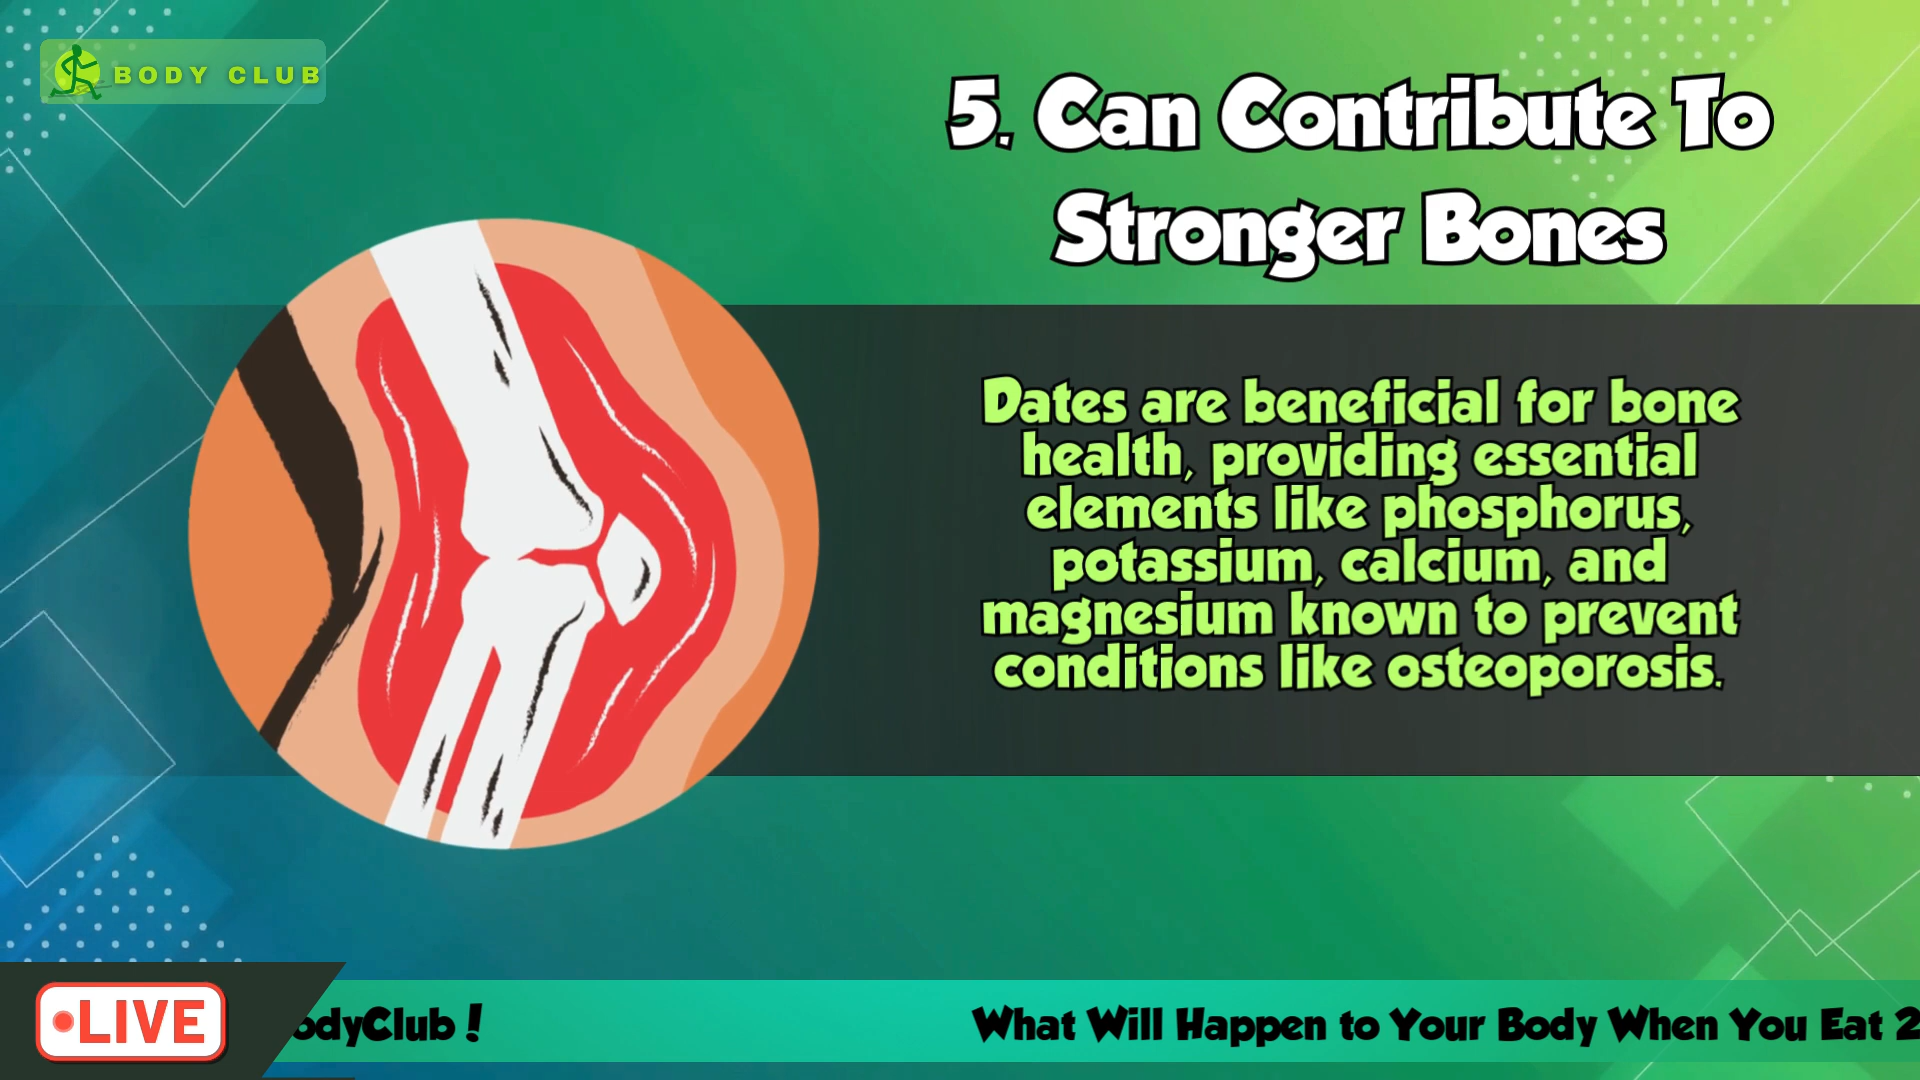 BODY CLUB
5. Can Contribute To
Stronger Bones
Dates are beneficial for bone
health, providing essential
elements like phosphorus,
potassium, calcium, and
magnesium known to prevent
conditions like osteoporosis.
LIVE
odyClub!
What Will Happen to Your Body When You Eat 2